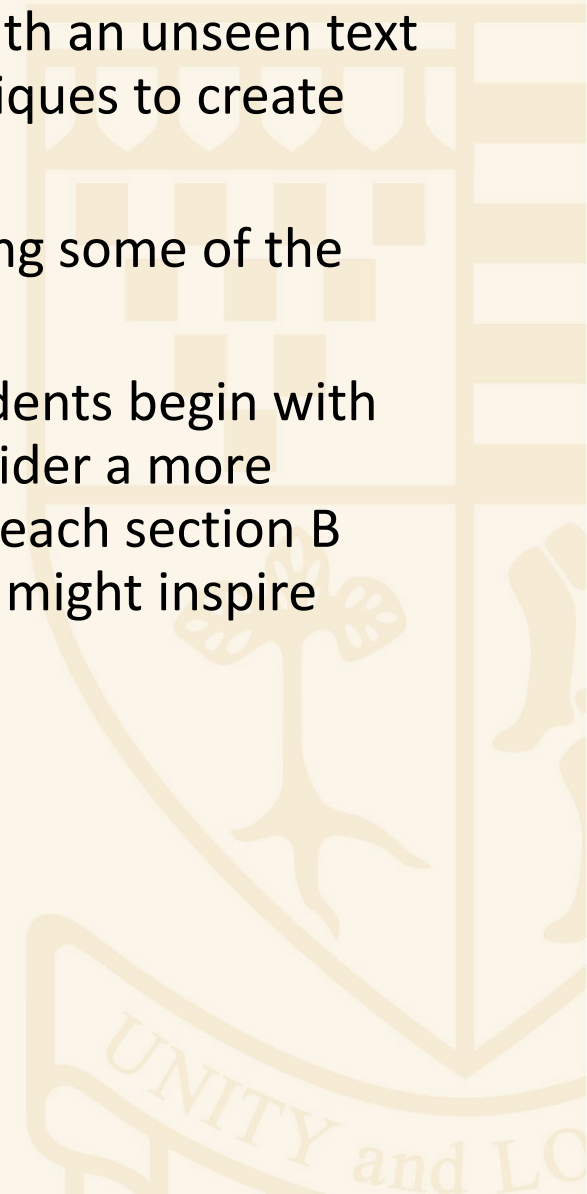 th an unseen text
iques to create
ng some of the
dents begin with
ider a more
each section B
might inspire
UNITY and LO